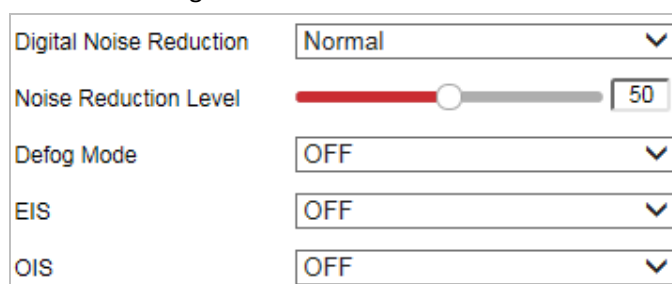 Digital Noise Reduction Normal
Noise Reduction Level 50
Defog Mode OFF
EIS OFF
OIS OFF